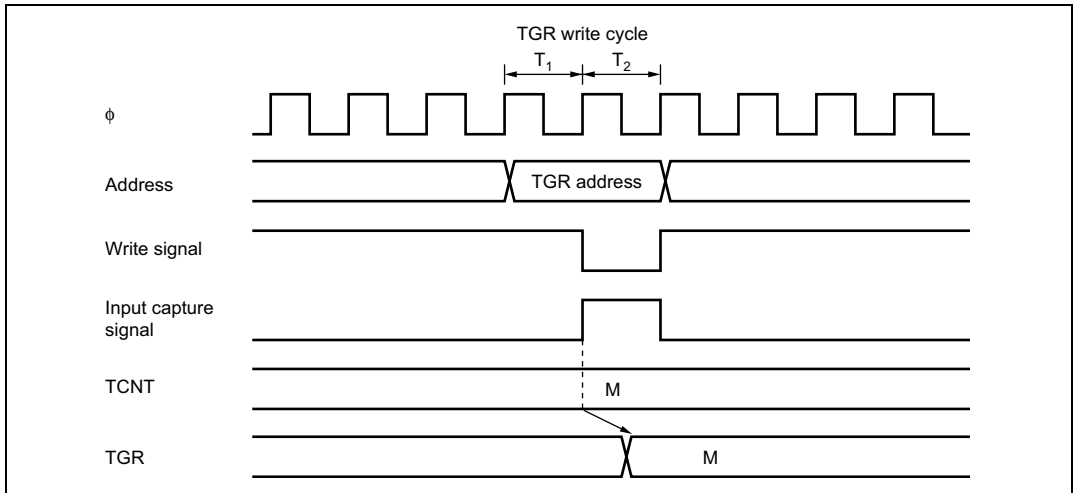 TGR write cycle
T1 T2
ϕ
Address
TGR address
Write signal
Input capture
signal
TCNT
M
TGR
M